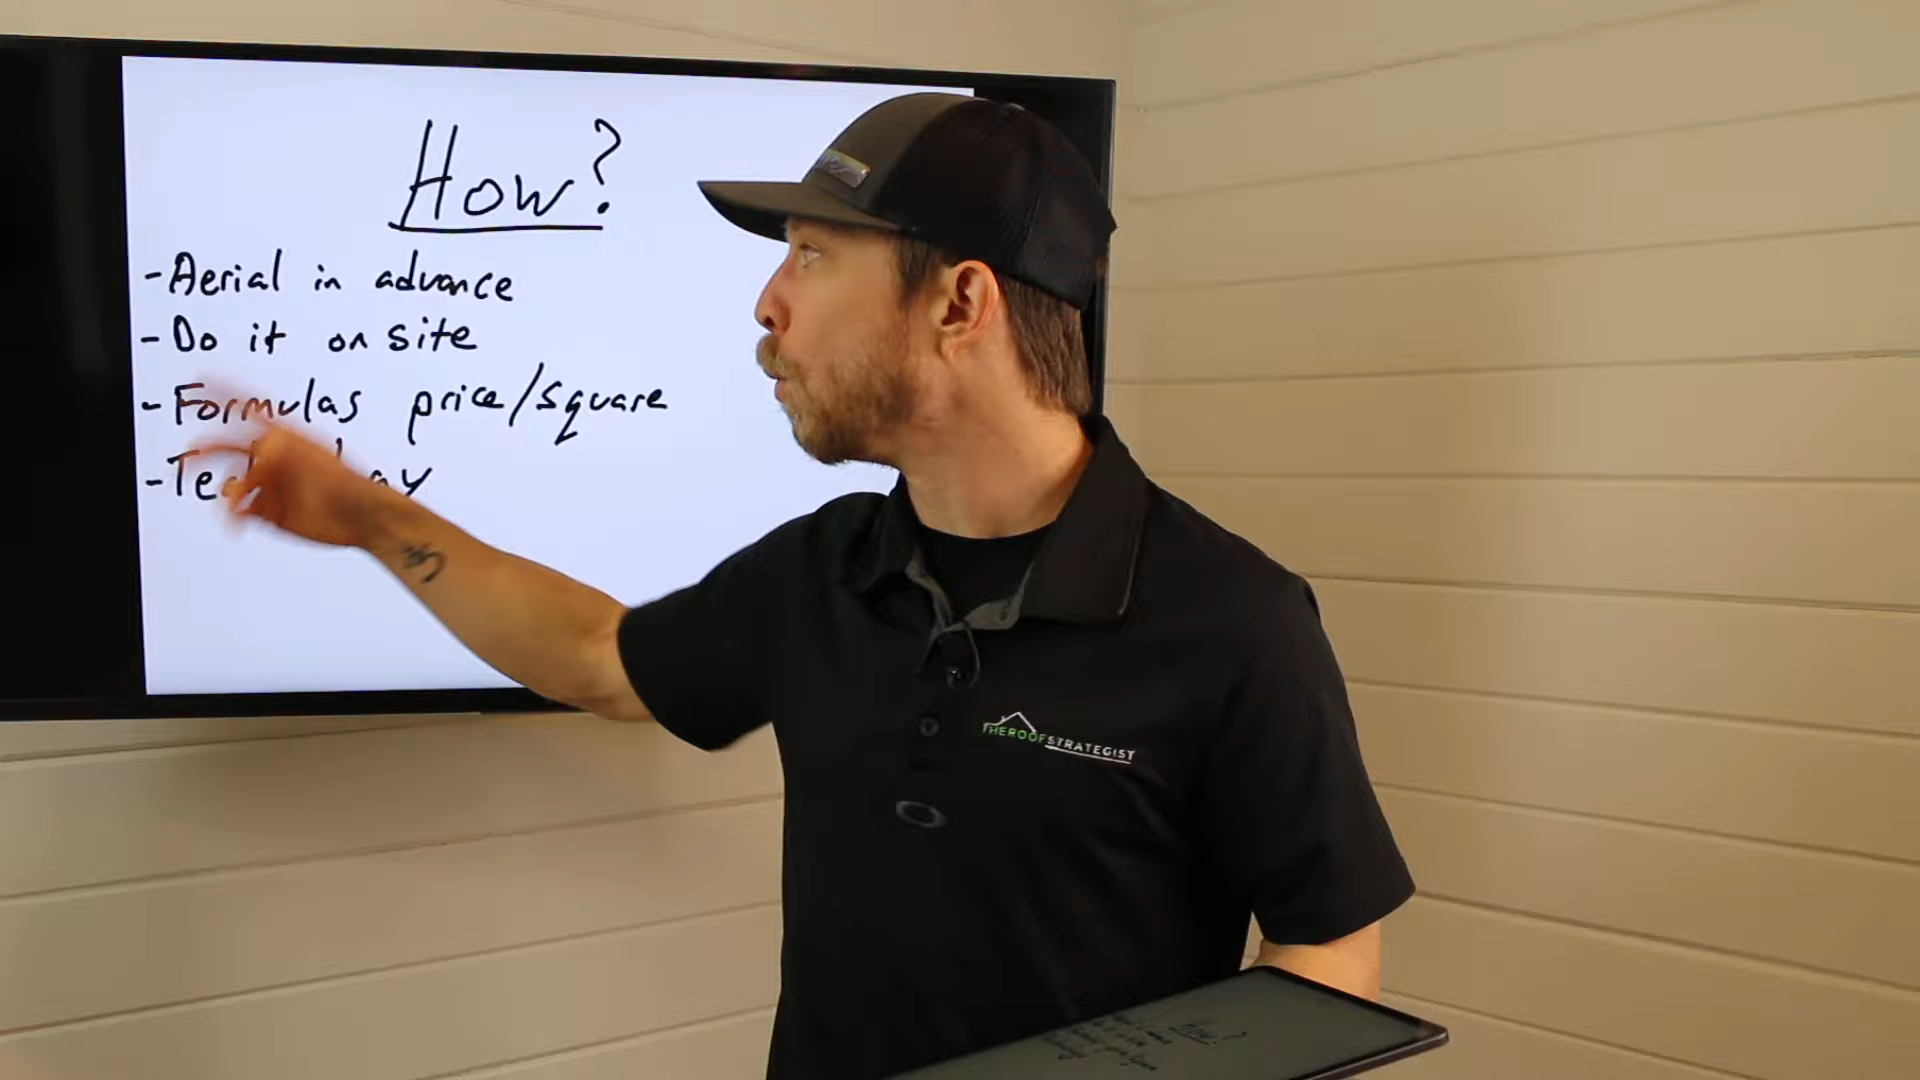 How?
- Aerial in advance
- Do it on site
- Formulas price/square
THEROOFSTRATEGIST